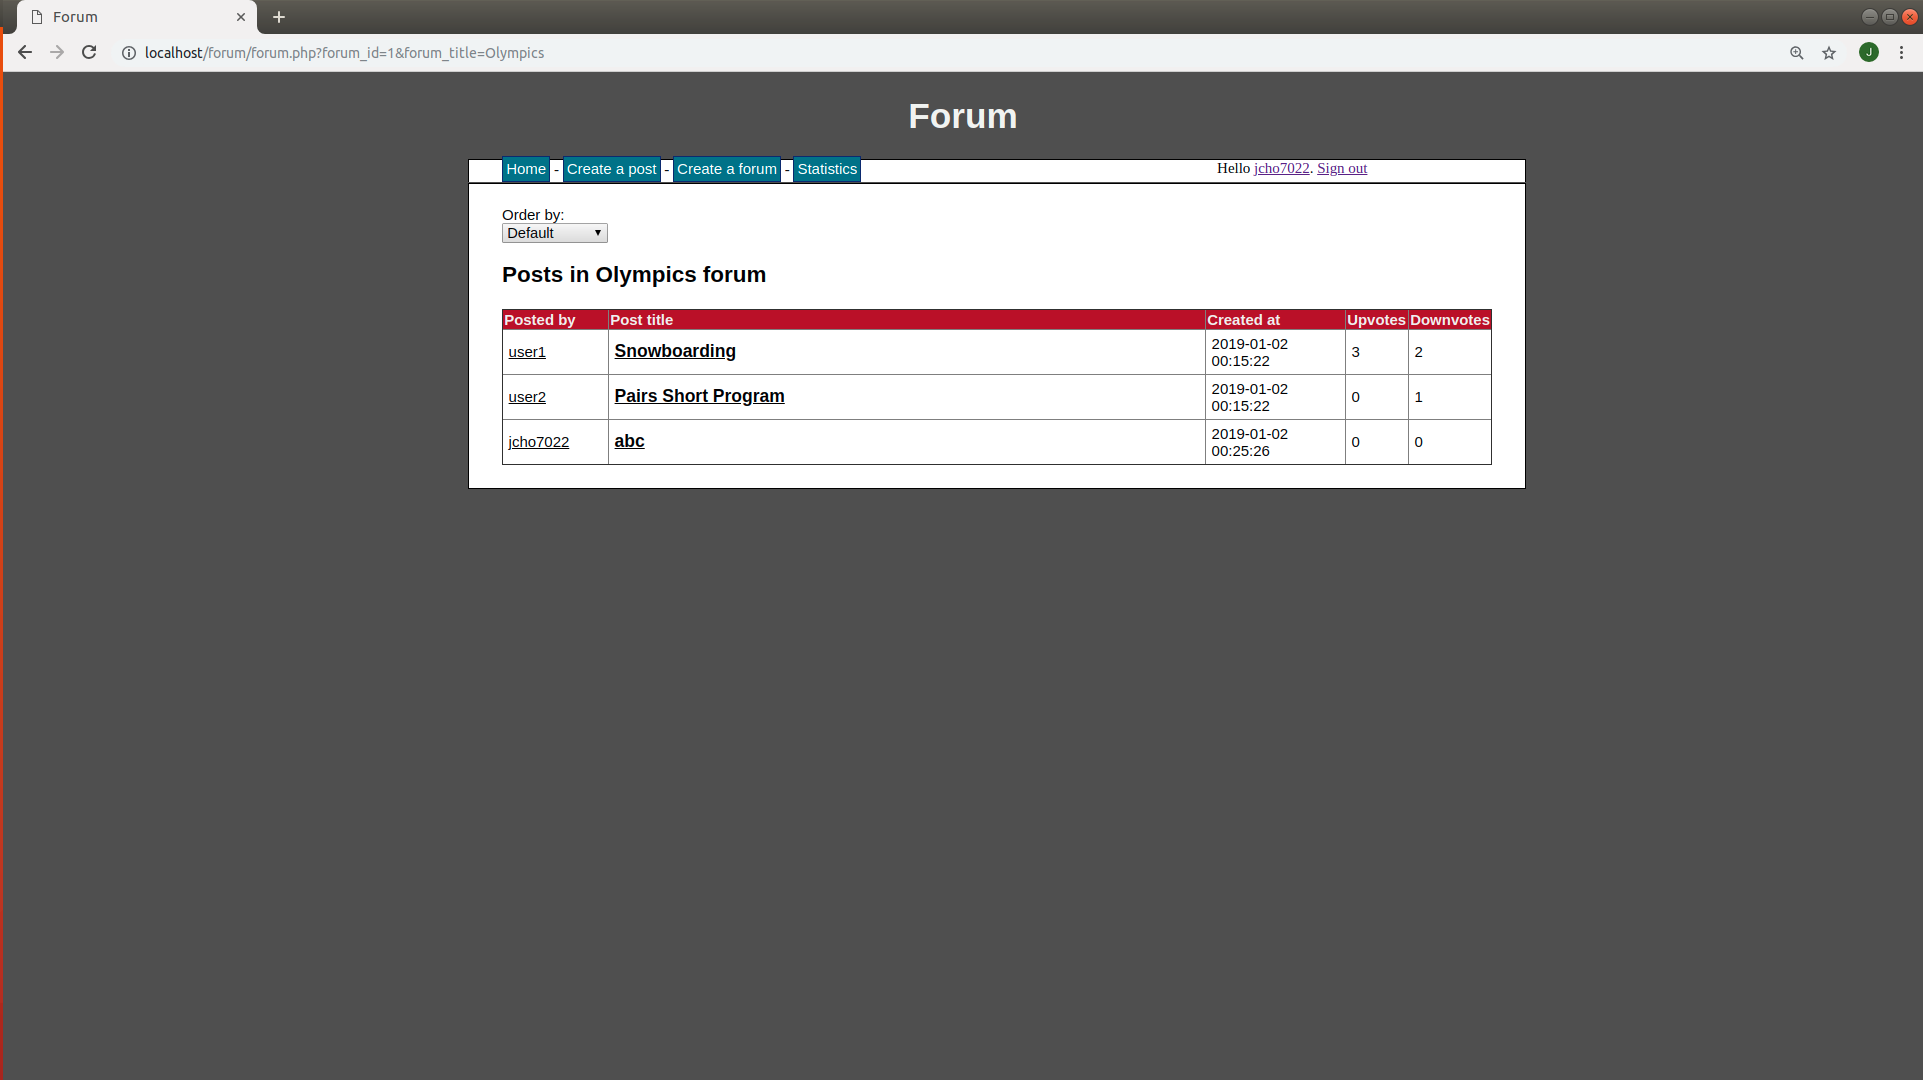 Forum
localhost/forum/forum.php?forum_id=1&forum_title=Olympics
J
Forum
Home - Create a post - Create a forum - Statistics
Hello jcho7022. Sign out
Order by:
Default
Posts in Olympics forum
Posted by Post title Created at Upvotes Downvotes
user1 Snowboarding 2019-01-02 00:15:22 3 2
user2 Pairs Short Program 2019-01-02 00:15:22 0 1
jcho7022 abc 2019-01-02 00:25:26 0 0